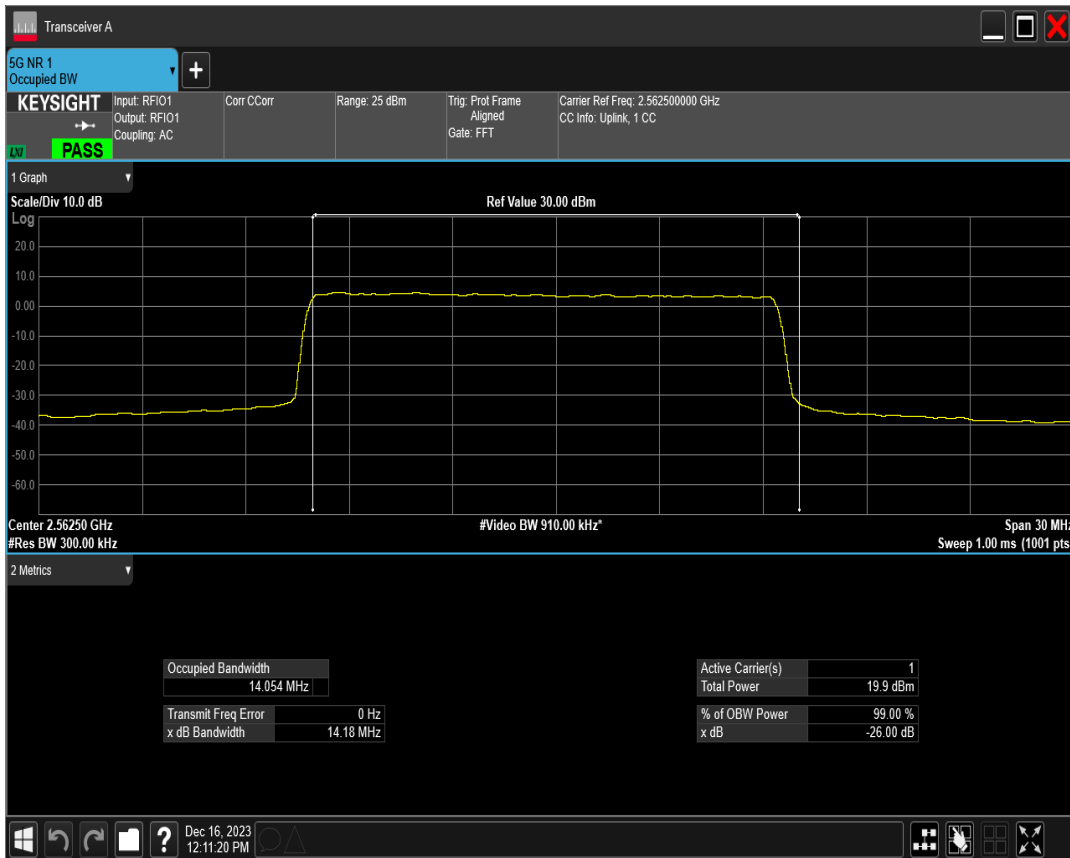 Transceiver A
5G NR 1
Occupied BW
+
KEYSIGHT
LXI
PASS
Input: RFIO1
Output: RFIO1
Coupling: AC
Corr CCorr
Range: 25 dBm
Trig: Prot Frame
Aligned
Gate: FFT
Carrier Ref Freq: 2.562500000 GHz
CC Info: Uplink, 1 CC
1 Graph
Scale/Div 10.0 dB
Ref Value 30.00 dBm
Log
20.0
10.0
0.00
-10.0
-20.0
-30.0
-40.0
-50.0
-60.0
Center 2.56250 GHz
#Video BW 910.00 kHz*
Span 30 MHz
#Res BW 300.00 kHz
Sweep 1.00 ms (1001 pts
2 Metrics
Occupied Bandwidth
14.054 MHz
Transmit Freq Error 0 Hz
x dB Bandwidth 14.18 MHz
Active Carrier(s) 1
Total Power 19.9 dBm
% of OBW Power 99.00 %
x dB -26.00 dB
?
Dec 16, 2023
12:11:20 PM